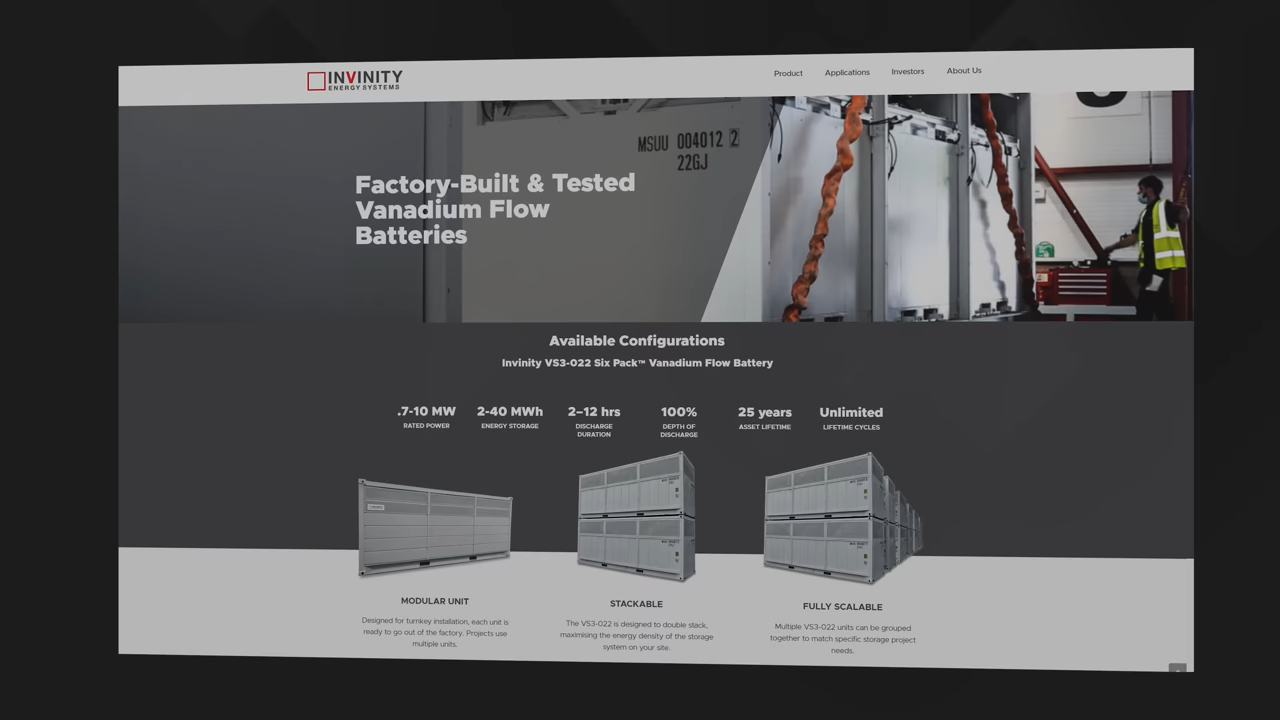 INVINITY
ENERGY SYSTEMS
Product Applications Investors About Us
MSUU 004012 2
22GJ
Factory-Built & Tested
Vanadium Flow
Batteries
Available Configurations
Invinity VS3-022 Six Pack™ Vanadium Flow Battery
.7-10 MW
RATED POWER
2-40 MWh
ENERGY STORAGE
2–12 hrs
DISCHARGE
DURATION
100%
DEPTH OF
DISCHARGE
25 years
ASSET LIFETIME
Unlimited
LIFETIME CYCLES
MODULAR UNIT
Designed for turnkey installation, each unit is
ready to go out of the factory. Projects use
multiple units.
STACKABLE
The VS3-022 is designed to double stack,
maximising the energy density of the storage
system on your site.
FULLY SCALABLE
Multiple VS3-022 units can be grouped
together to match specific storage project
needs.